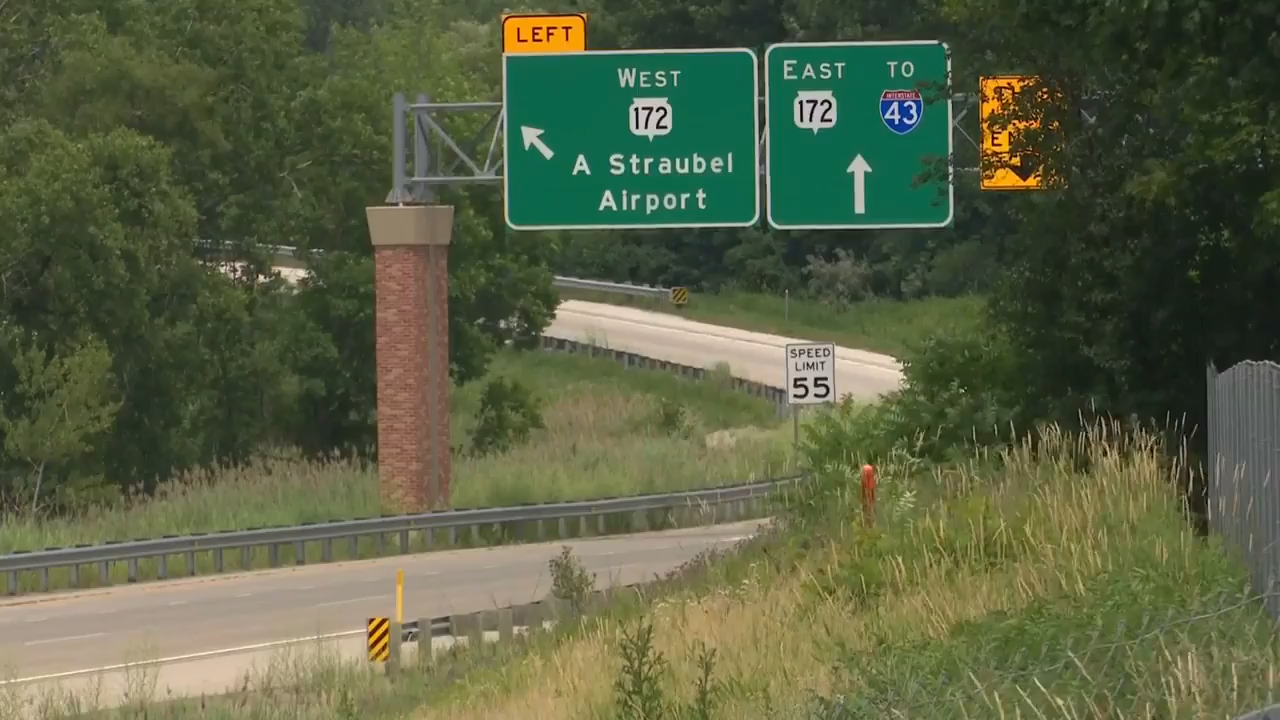 LEFT
WEST
172
A Straubel
Airport
EAST TO
172
INTERSTATE
43
SPEED
LIMIT
55